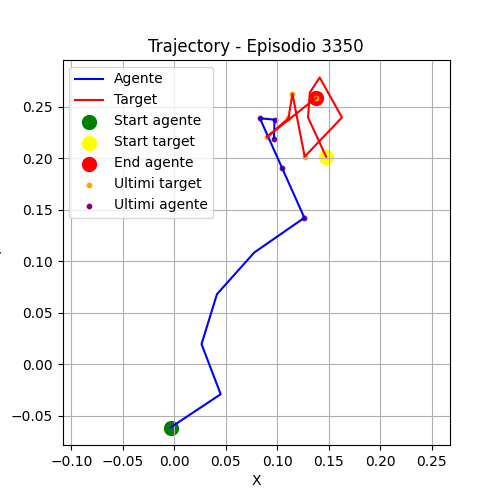 Trajectory - Episodio 3350
Agente
Target
Start agente
Start target
End agente
Ultimi target
Ultimi agente
0.25
0.20
0.15
0.10
0.05
0.00
−0.05
−0.10
−0.05
0.00
0.05
0.10
0.15
0.20
0.25
X